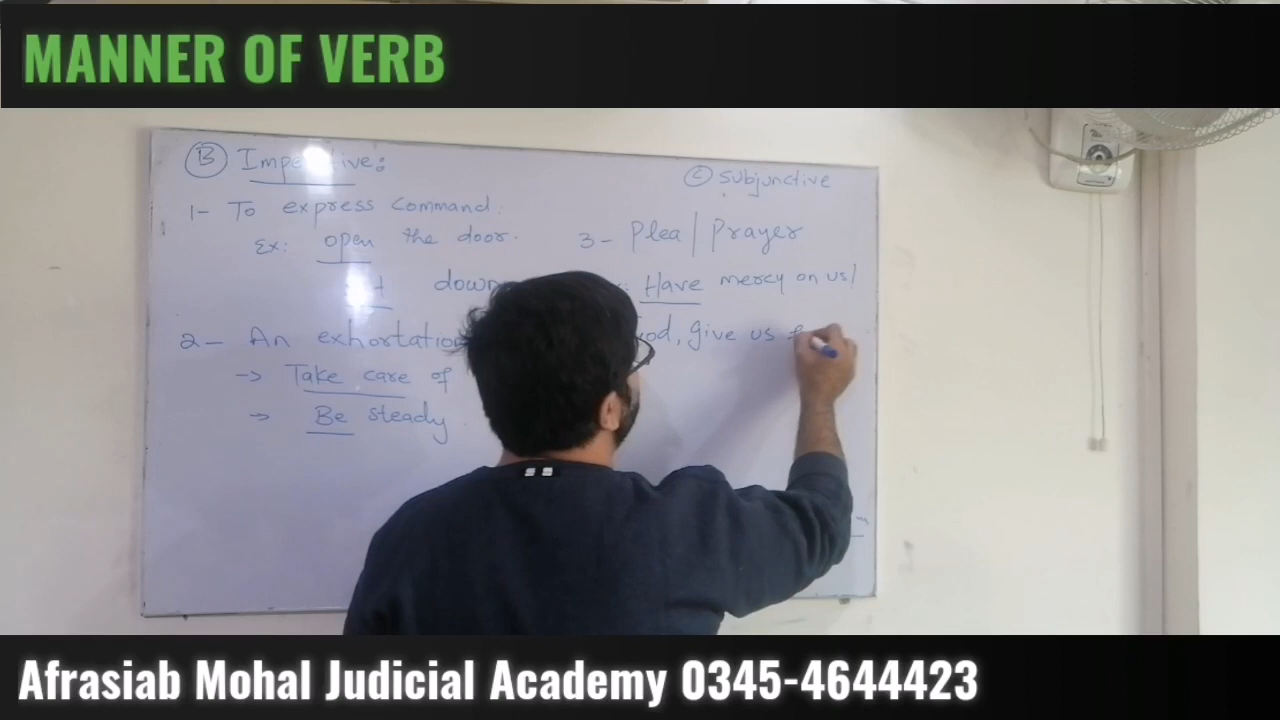 MANNER OF VERB
B Imperative:
1- To express command.
Ex: open the door.
down
2- An exhortation
-> Take care of
-> Be steady.
C Subjunctive
3- Plea/Prayer
Have mercy on us/
give us
Afrasiab Mohal Judicial Academy 0345-4644423